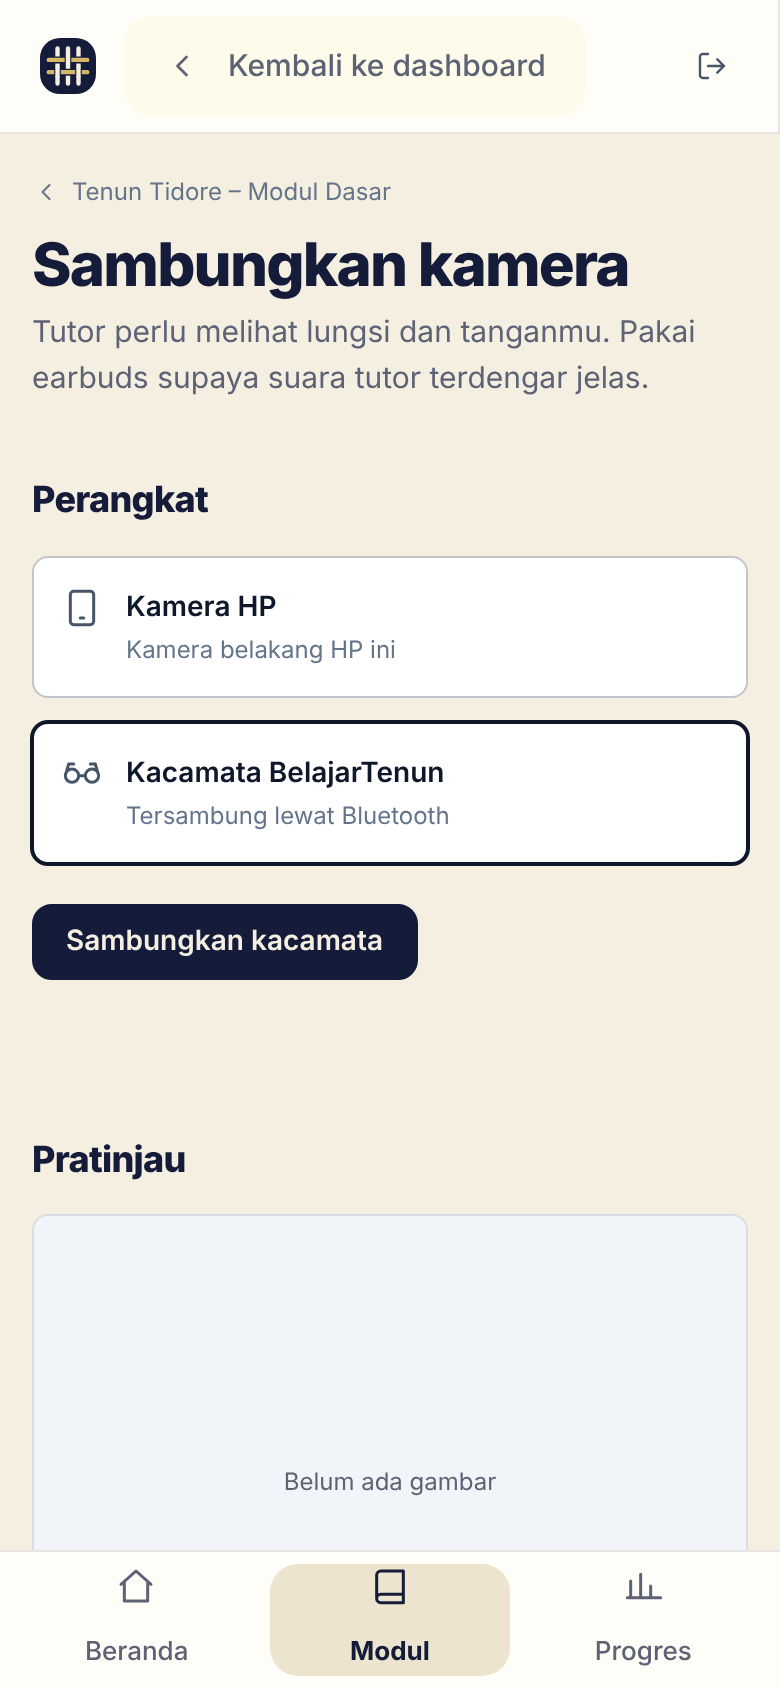 Kembali ke dashboard
Tenun Tidore – Modul Dasar
Sambungkan kamera
Tutor perlu melihat lungsi dan tanganmu. Pakai
earbuds supaya suara tutor terdengar jelas.
Perangkat
Kamera HP
Kamera belakang HP ini
Kacamata BelajarTenun
Tersambung lewat Bluetooth
Sambungkan kacamata
Pratinjau
Belum ada gambar
Beranda
Modul
Progres